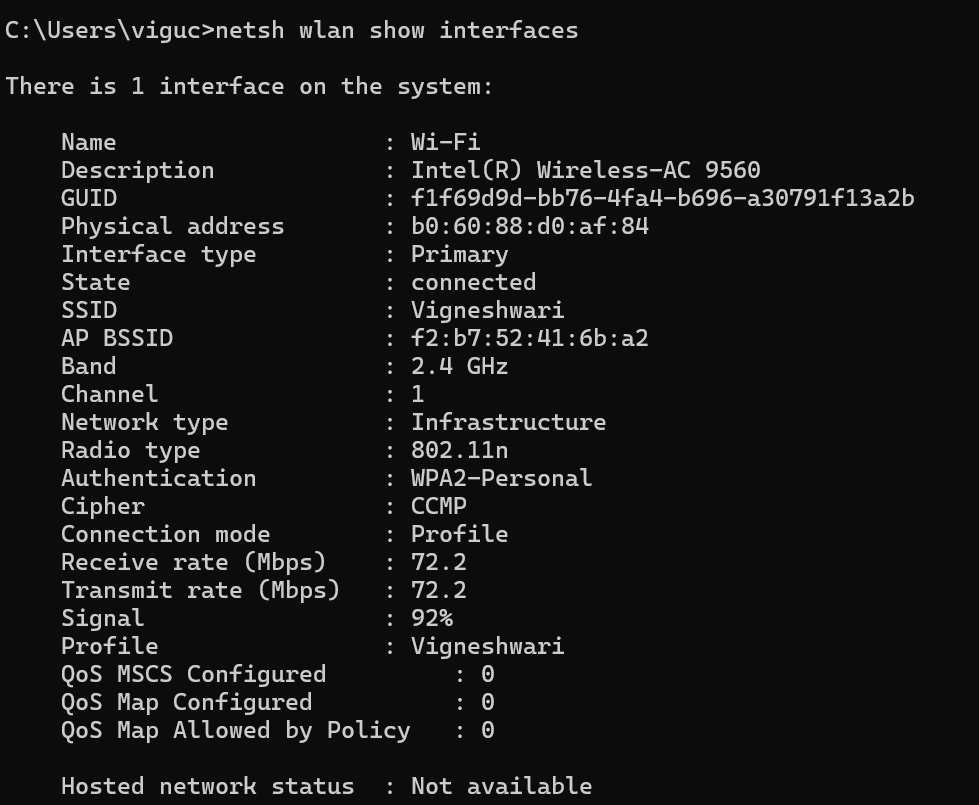 C:\Users\viguc>netsh wlan show interfaces
There is 1 interface on the system:
Name : Wi-Fi
Description : Intel(R) Wireless-AC 9560
GUID : f1f69d9d-bb76-4fa4-b696-a30791f13a2b
Physical address : b0:60:88:d0:af:84
Interface type : Primary
State : connected
SSID : Vigneshwari
AP BSSID : f2:b7:52:41:6b:a2
Band : 2.4 GHz
Channel : 1
Network type : Infrastructure
Radio type : 802.11n
Authentication : WPA2-Personal
Cipher : CCMP
Connection mode : Profile
Receive rate (Mbps) : 72.2
Transmit rate (Mbps) : 72.2
Signal : 92%
Profile : Vigneshwari
QoS MSCS Configured : 0
QoS Map Configured : 0
QoS Map Allowed by Policy : 0
Hosted network status : Not available